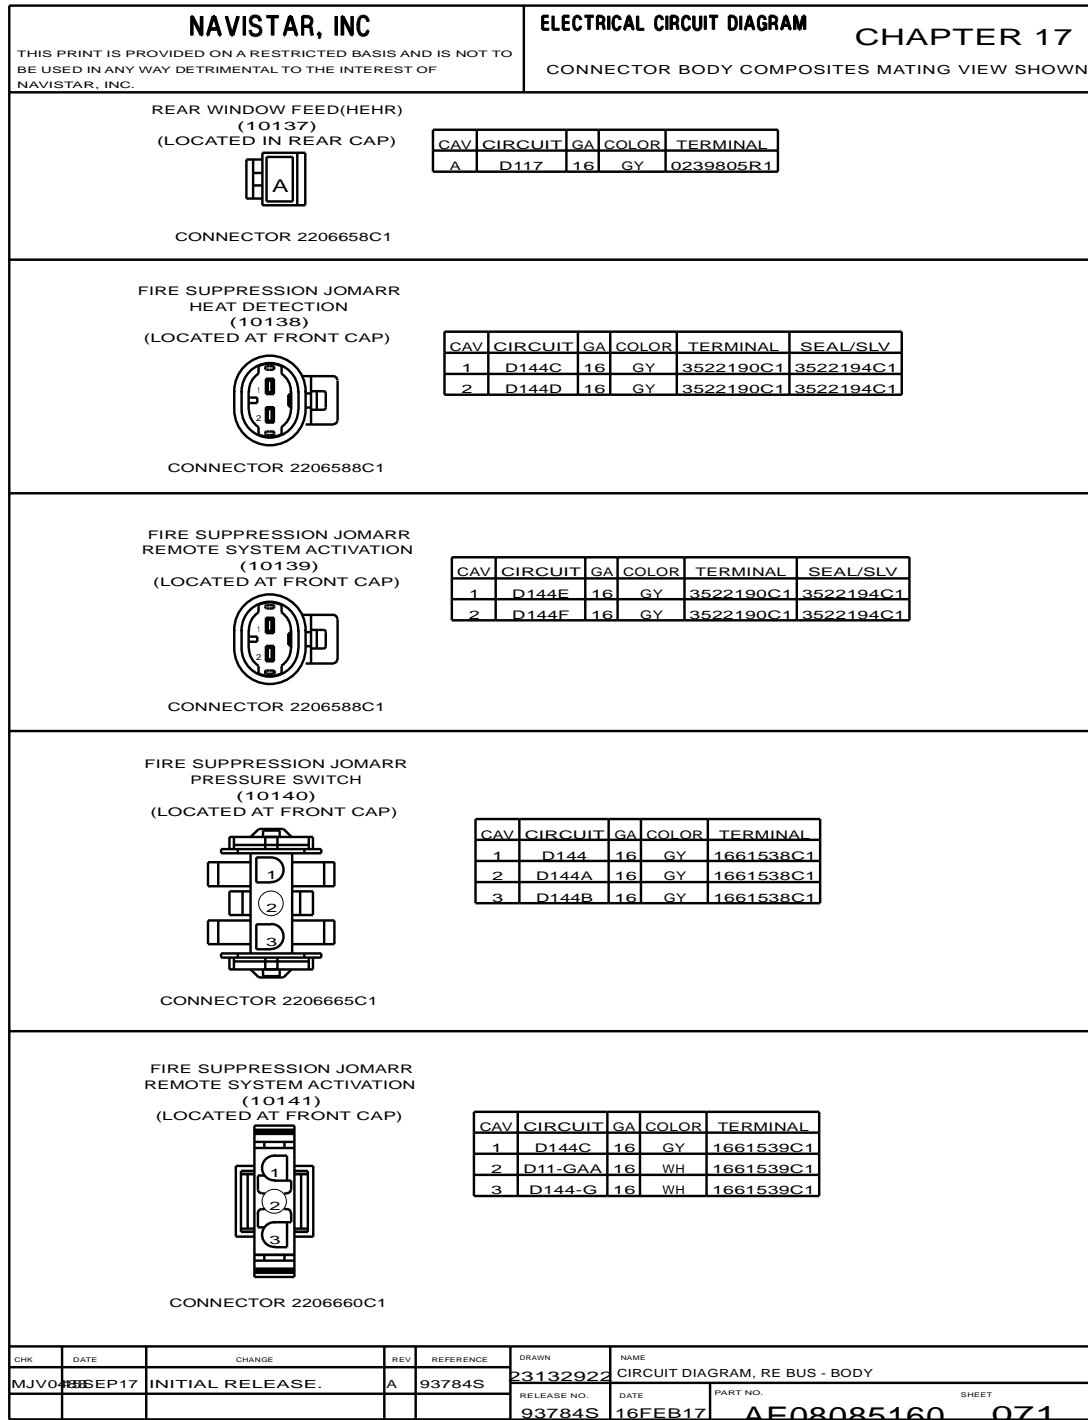 NAVISTAR, INC
THIS PRINT IS PROVIDED ON A RESTRICTED BASIS AND IS NOT TO
BE USED IN ANY WAY DETRIMENTAL TO THE INTEREST OF
NAVISTAR, INC.
ELECTRICAL CIRCUIT DIAGRAM
CHAPTER 17
CONNECTOR BODY COMPOSITES MATING VIEW SHOWN
REAR WINDOW FEED(HEHR)
(10137)
(LOCATED IN REAR CAP)
A
CONNECTOR 2206658C1
CAV CIRCUIT GA COLOR TERMINAL
A D117 16 GY 0239805R1
FIRE SUPPRESSION JOMARR
HEAT DETECTION
(10138)
(LOCATED AT FRONT CAP)
1
2
CONNECTOR 2206588C1
CAV CIRCUIT GA COLOR TERMINAL SEAL/SLV
1 D144C 16 GY 3522190C1 3522194C1
2 D144D 16 GY 3522190C1 3522194C1
FIRE SUPPRESSION JOMARR
REMOTE SYSTEM ACTIVATION
(10139)
(LOCATED AT FRONT CAP)
1
2
CONNECTOR 2206588C1
CAV CIRCUIT GA COLOR TERMINAL SEAL/SLV
1 D144E 16 GY 3522190C1 3522194C1
2 D144F 16 GY 3522190C1 3522194C1
FIRE SUPPRESSION JOMARR
PRESSURE SWITCH
(10140)
(LOCATED AT FRONT CAP)
1
2
3
CONNECTOR 2206665C1
CAV CIRCUIT GA COLOR TERMINAL
1 D144 16 GY 1661538C1
2 D144A 16 GY 1661538C1
3 D144B 16 GY 1661538C1
FIRE SUPPRESSION JOMARR
REMOTE SYSTEM ACTIVATION
(10141)
(LOCATED AT FRONT CAP)
1
2
3
CONNECTOR 2206660C1
CAV CIRCUIT GA COLOR TERMINAL
1 D144C 16 GY 1661539C1
2 D11-GAA 16 WH 1661539C1
3 D144-G 16 WH 1661539C1
CHK DATE CHANGE REV REFERENCE
INITIAL RELEASE. A 93784S
DRAWN
23132922
NAME
CIRCUIT DIAGRAM, RE BUS - BODY
RELEASE NO.
93784S
DATE
16FEB17
PART NO.
AE08085160
SHEET
071